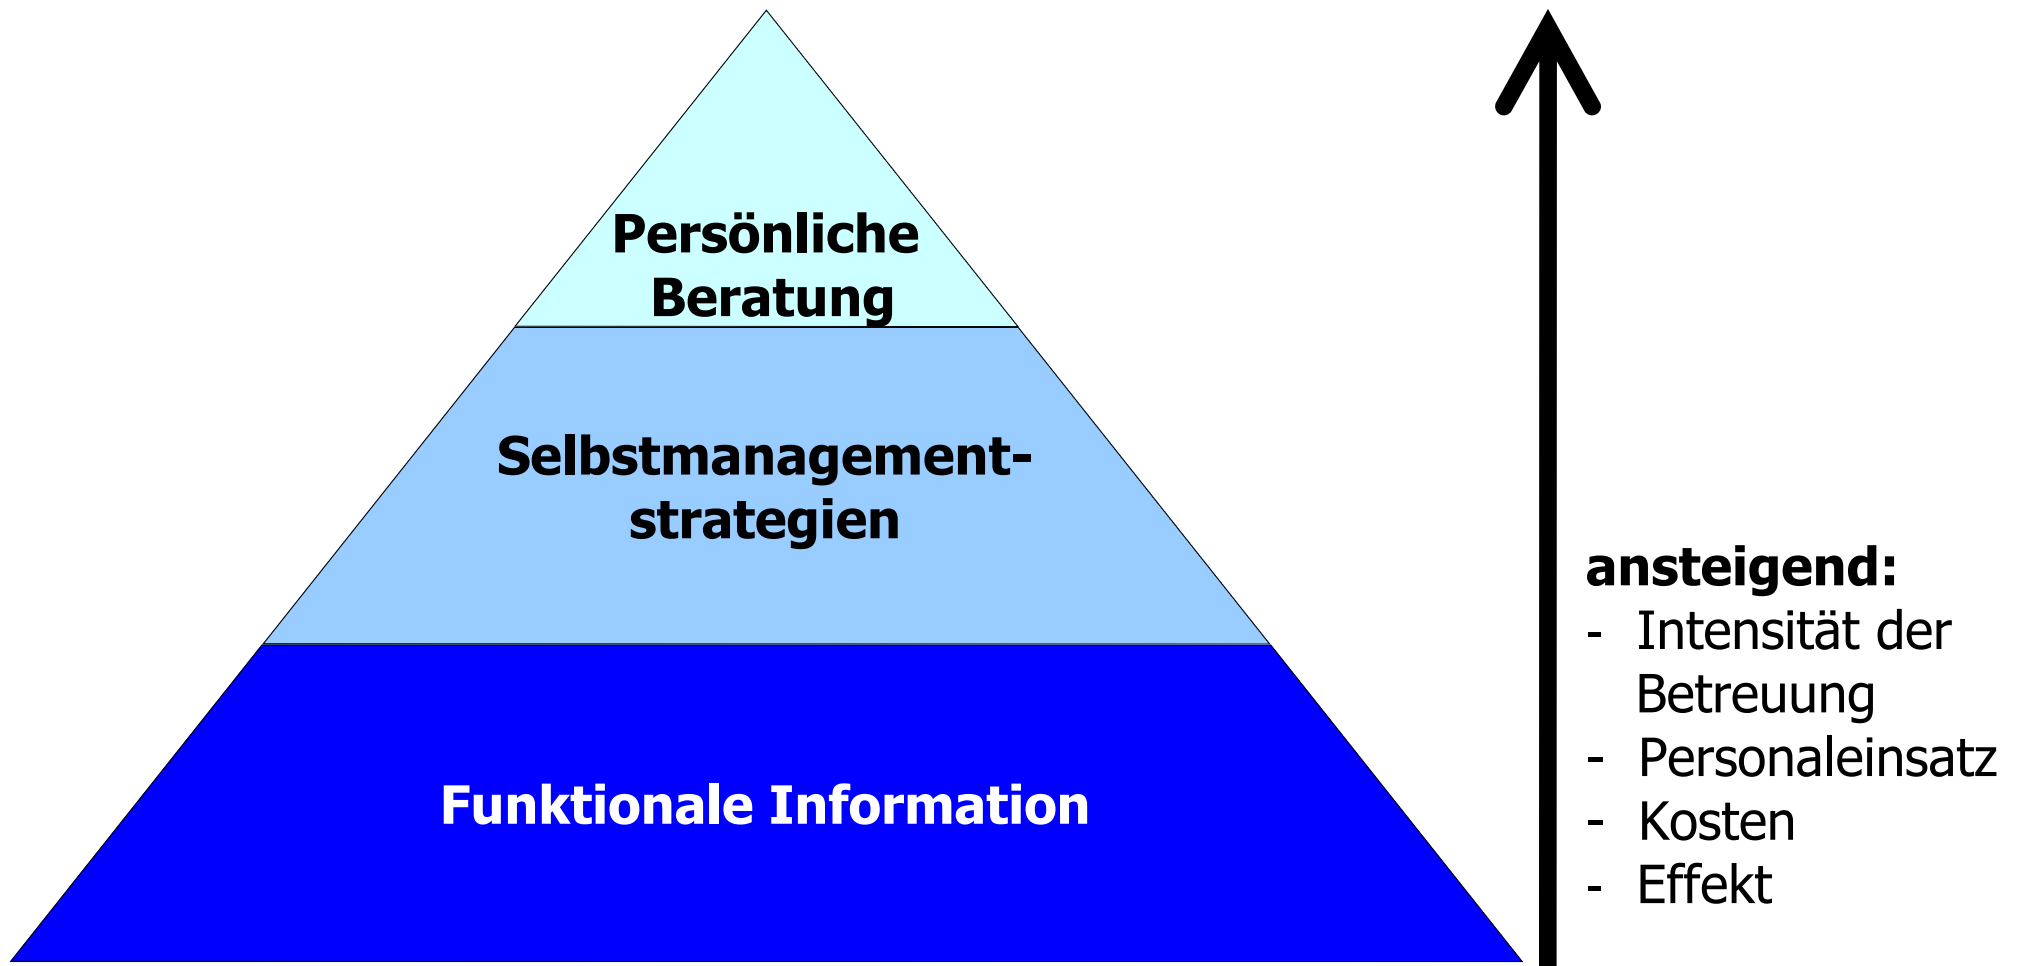 Persönliche
Beratung
Selbstmanagement-
strategien
Funktionale Information
ansteigend:
- Intensität der
Betreuung
- Personaleinsatz
- Kosten
- Effekt